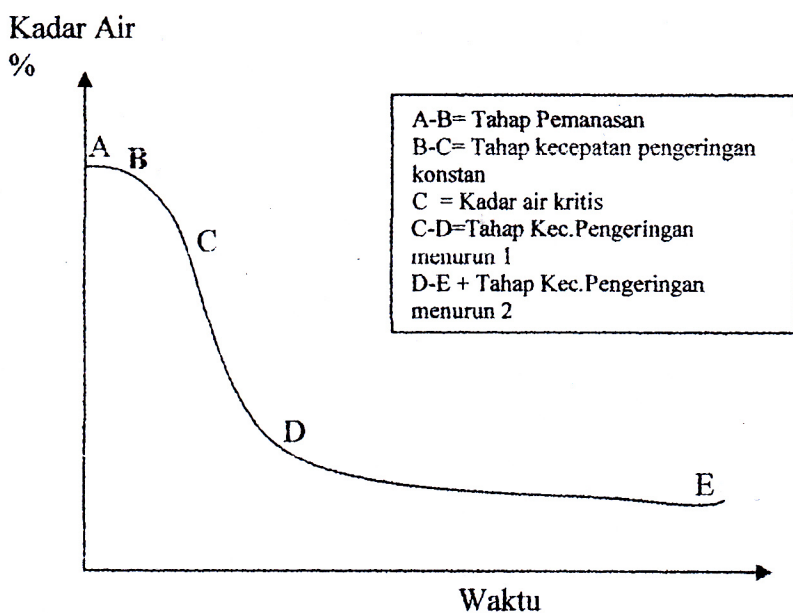 Kadar Air
%
A-B= Tahap Pemanasan
B-C= Tahap kecepatan pengeringan
konstan
C = Kadar air kritis
C-D=Tahap Kec.Pengeringan
menurun 1
D-E + Tahap Kec.Pengeringan
menurun 2
A
B
C
D
E
Waktu